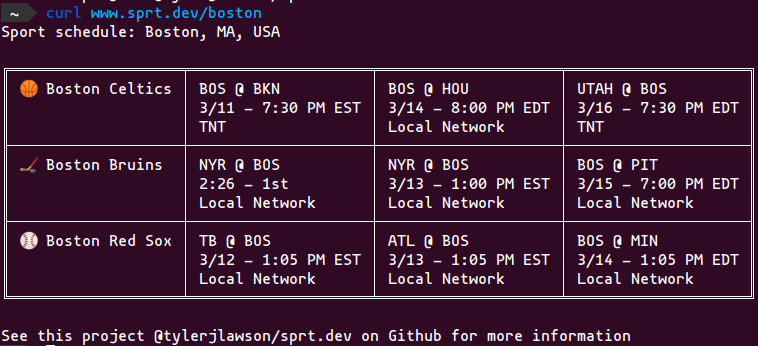 ~ curl www.sprt.dev/boston
Sport schedule: Boston, MA, USA
Boston Celtics
BOS @ BKN
3/11 – 7:30 PM EST
TNT
BOS @ HOU
3/14 – 8:00 PM EDT
Local Network
UTAH @ BOS
3/16 – 7:30 PM EDT
TNT
Boston Bruins
NYR @ BOS
2:26 – 1st
Local Network
NYR @ BOS
3/13 – 1:00 PM EST
Local Network
BOS @ PIT
3/15 – 7:00 PM EDT
Local Network
Boston Red Sox
TB @ BOS
3/12 – 1:05 PM EST
Local Network
ATL @ BOS
3/13 – 1:05 PM EST
Local Network
BOS @ MIN
3/14 – 1:05 PM EDT
Local Network
See this project @tylerjlawson/sprt.dev on Github for more information